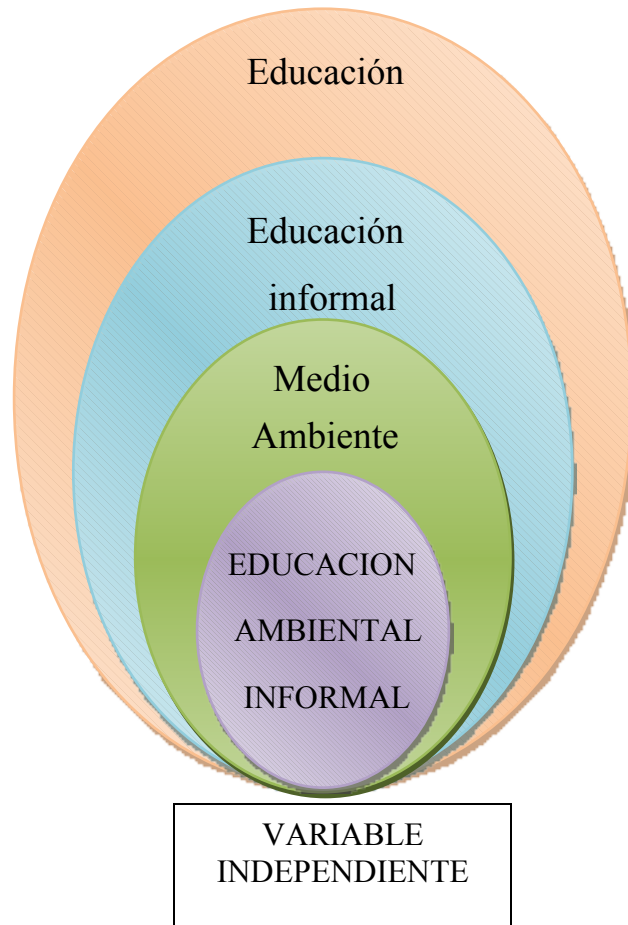 Educación
Educación
informal
Medio
Ambiente
EDUCACION
AMBIENTAL
INFORMAL
VARIABLE
INDEPENDIENTE